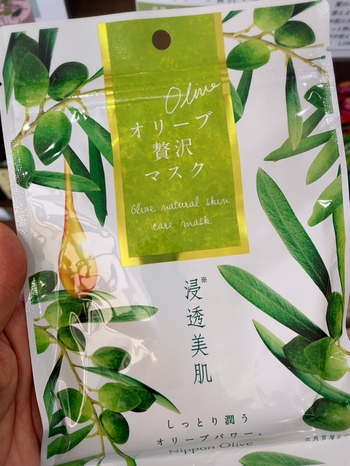 Olive
オリーブ
贅沢
マスク
Olive natural skin
care mask
※
浸透美肌
しっとり潤う
オリーブパワー
Nippon Olive